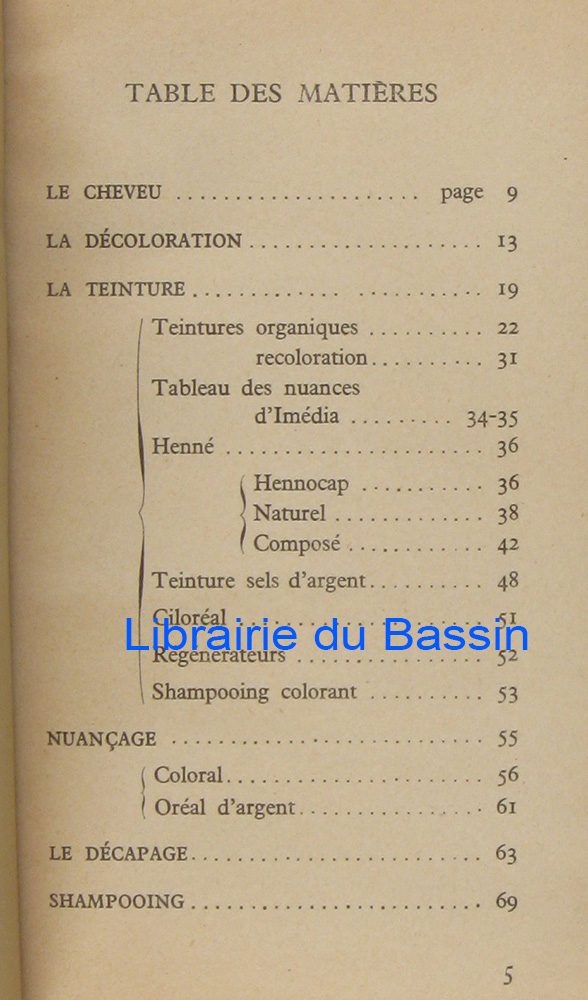 TABLE DES MATIÈRES
LE CHEVEU ..................... page 9
LA DÉCOLORATION .................... 13
LA TEINTURE ............. ........... 19
Teintures organiques .......... 22
recoloration .......... 31
Tableau des nuances
d'Imédia ......... 34-35
Henné ...................... 36
Hennocap ........... 36
Naturel ............. 38
Composé ............ 42
Teinture sels d'argent .......... 48
Ciloréal ...................... 51
Librairie du Bassin
Régénérateurs ................ 52
Shampooing colorant .......... 53
NUANÇAGE ........................... 55
Coloral ...................... 56
Oréal d'argent ................ 61
LE DÉCAPAGE ......................... 63
SHAMPOOING ......................... 69
5